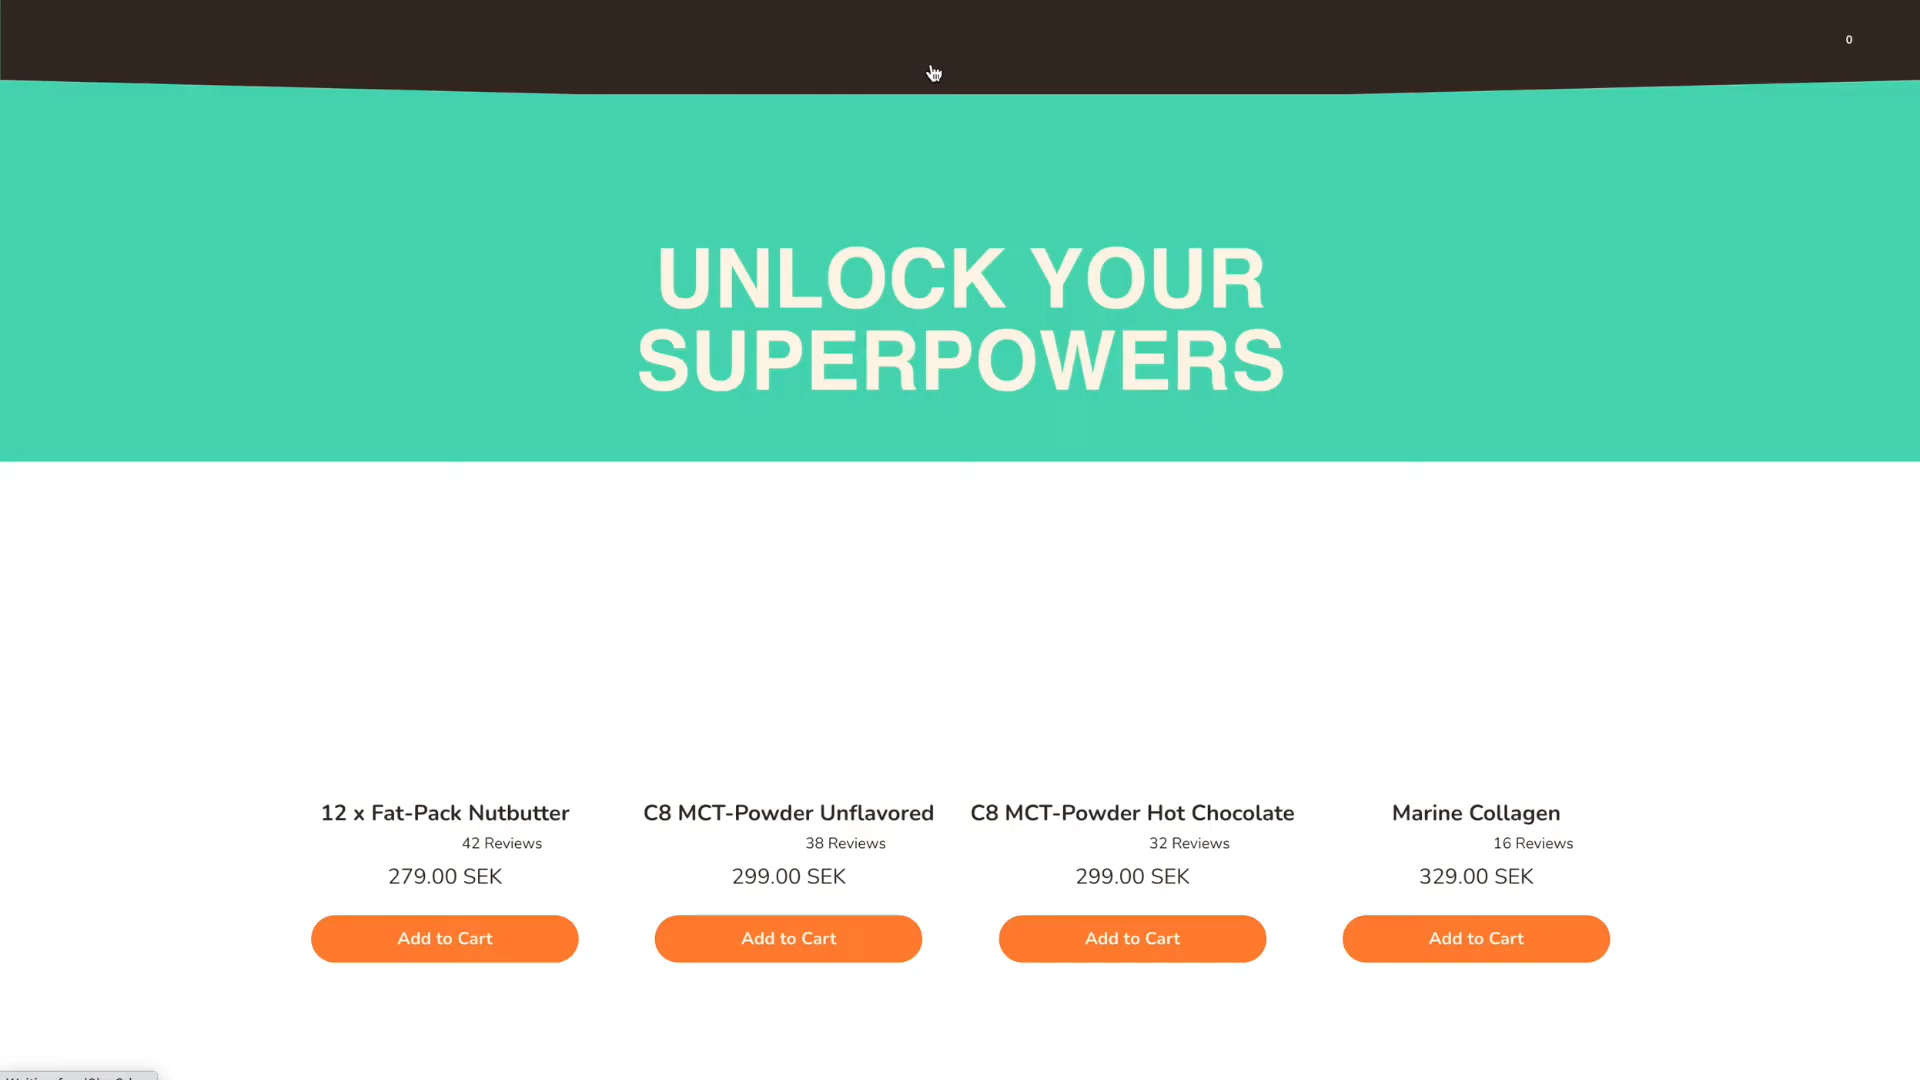 0
UNLOCK YOUR
SUPERPOWERS
12 x Fat-Pack Nutbutter
42 Reviews
279.00 SEK
Add to Cart
C8 MCT-Powder Unflavored
38 Reviews
299.00 SEK
Add to Cart
C8 MCT-Powder Hot Chocolate
32 Reviews
299.00 SEK
Add to Cart
Marine Collagen
16 Reviews
329.00 SEK
Add to Cart